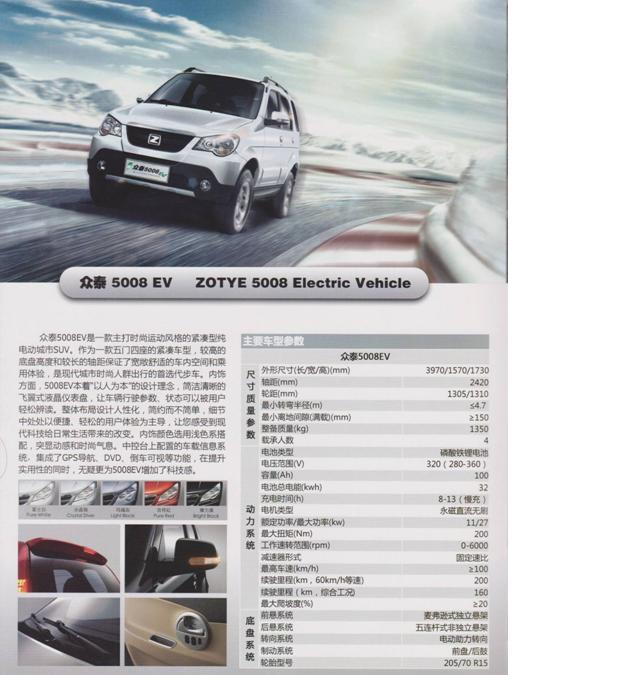 众泰5008EV
众泰 5008 EV ZOTYE 5008 Electric Vehicle
众泰5008EV是一款主打时尚运动风格的紧凑型纯
电动城市SUV。作为一款五门四座的紧凑车型，较高的
底盘高度和较长的轴距保证了宽敞舒适的车内空间和乘
用体验，是现代城市时尚人群出行的首选代步车。内饰
方面，5008EV本着"以人为本"的设计理念，简洁清晰的
飞翼式液晶仪表盘，让车辆行驶参数、状态可以被用户
轻松辨读。整体布局设计人性化，简约而不简单，细节
中处处以便捷、轻松的用户体验为主导，让您感受到现
代科技给日常生活带来的改变。内饰颜色选用浅色系搭
配，突显动感和时尚气息。中控台上配置的车载信息系
统，集成了GPS导航、DVD、倒车可视等功能，在提升
实用性的同时，无疑更为5008EV增加了科技感。
Pure White Crystal Silver Light Black Pure Red Bright Black
主要车型参数
众泰5008EV
尺寸质量参数
外形尺寸(长/宽/高)(mm) 3970/1570/1730
轴距(mm) 2420
轮距(mm) 1305/1310
最小转弯半径(m) ≤4.7
最小离地间隙(满载)(mm) ≥150
整备质量(kg) 1350
载承人数 4
动力系统
电池类型 磷酸铁锂电池
电压范围(V) 320（280-360）
容量(Ah) 100
电池总电能(kwh) 32
充电时间(h) 8-13（慢充）
电机类型 永磁直流无刷
额定功率/最大功率(kw) 11/27
最大扭矩(Nm) 200
工作速转范围(rpm) 0-6000
减速器形式 固定速比
最高车速(km/h) ≥100
续驶里程(km，60km/h等速) 200
续驶里程（km，综合工况) 160
最大爬坡度(%) ≥20
底盘系统
前悬系统 麦弗逊式独立悬架
后悬系统 五连杆式非独立悬架
转向系统 电动助力转向
制动系统 前盘/后鼓
轮胎型号 205/70 R15